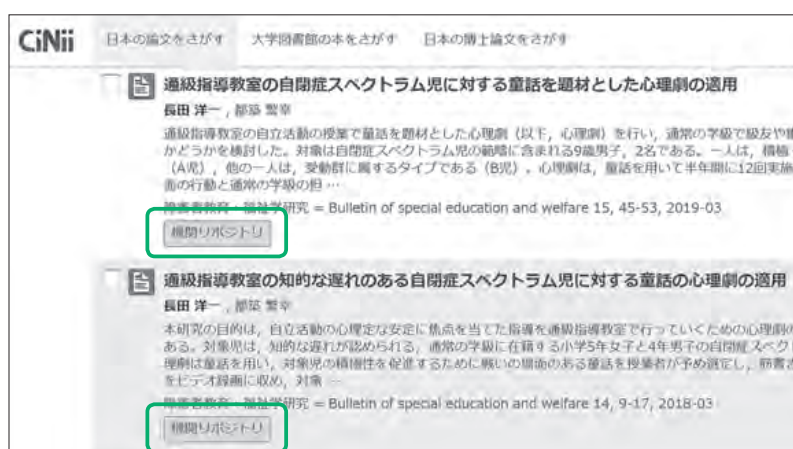 CiNii 日本の論文をさがす 大学図書館の本をさがす 日本の博士論文をさがす
通級指導教室の自閉症スペクトラム児に対する童話を題材とした心理劇の適用
長田 洋一 , 都築 繁幸
通級指導教室の自立活動の授業で童話を題材とした心理劇（以下，心理劇）を行い，通常の学級で級友や
かどうかを検討した。対象は自閉症スペクトラム児の範疇に含まれる9歳男子，2名である。一人は，積極
（A児），他の一人は，受動群に属するタイプである（B児）。心理劇は，童話を用いて半年間に12回実施
面の行動と通常の学級の担 …
障害者教育・福祉学研究 = Bulletin of special education and welfare 15, 45-53, 2019-03
機関リポジトリ
通級指導教室の知的な遅れのある自閉症スペクトラム児に対する童話の心理劇の適用
長田 洋一 , 都築 繁幸
本研究の目的は，自立活動の心理定な安定に焦点を当てた指導を通級指導教室で行っていくための心理劇
ある。対象児は，知的な遅れが認められる，通常の学級に在籍する小学5年女子と4年男子の自閉症スペク
理劇は童話を用い，対象児の積極性を促進するために戦いの場面のある童話を授業者が予め選定し，筋書
をビデオ録画に収め，対象 …
障害者教育・福祉学研究 = Bulletin of special education and welfare 14, 9-17, 2018-03
機関リポジトリ